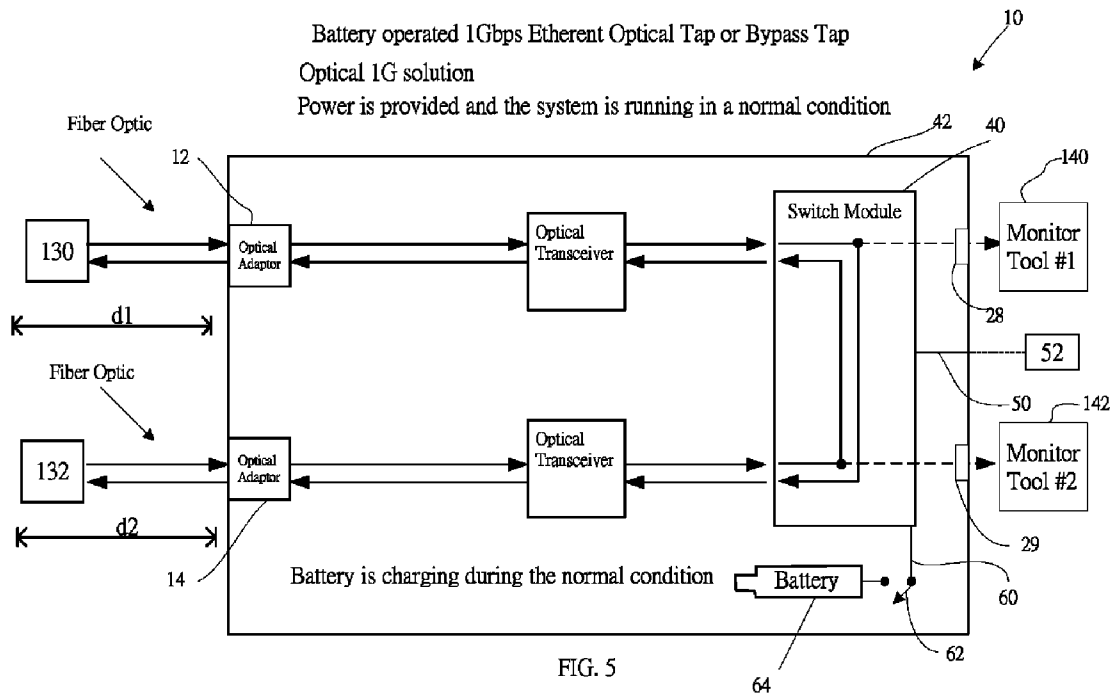 10
Battery operated 1Gbps Etherent Optical Tap or Bypass Tap
Optical 1G solution
Power is provided and the system is running in a normal condition
Fiber Optic
12
42
40
140
130
Optical
Adaptor
Optical
Transceiver
Switch Module
Monitor
Tool #1
28
d1
52
Fiber Optic
50
142
132
Optical
Adaptor
Optical
Transceiver
Monitor
Tool #2
d2
14
29
Battery is charging during the normal condition
Battery
60
62
64
FIG. 5